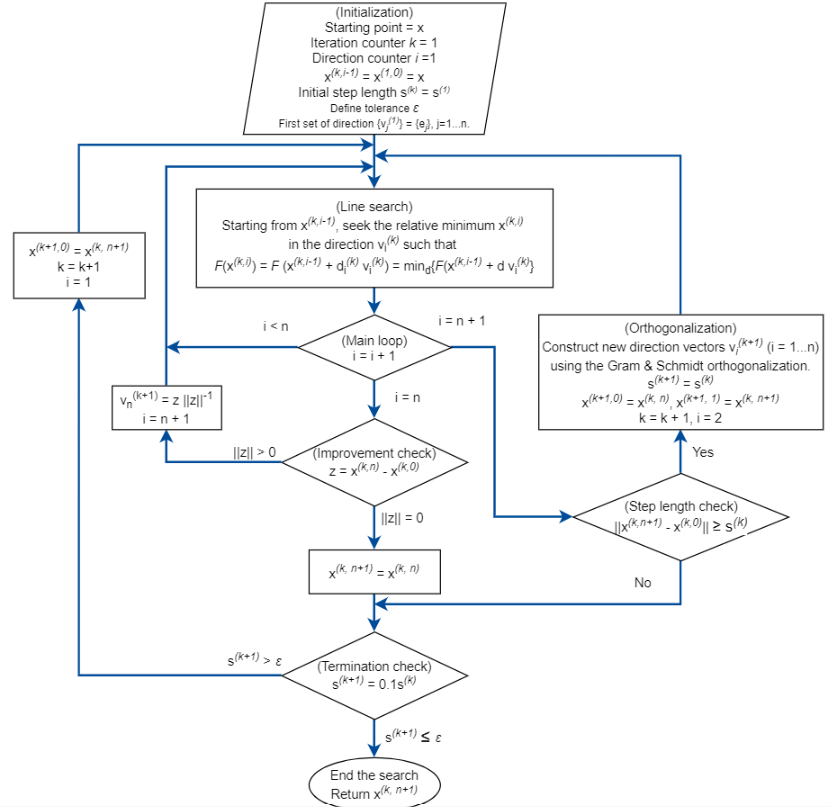 (Initialization)
Starting point = x
Iteration counter k = 1
Direction counter i =1
x^(k,i-1) = x^(1,0) = x
Initial step length s^(k) = s^(1)
Define tolerance ε
First set of direction {v_j^(1)} = {e_j}, j=1...n.
(Line search)
Starting from x^(k,i-1), seek the relative minimum x^(k,i)
in the direction v_i^(k) such that
F(x^(k,i)) = F (x^(k,i-1) + d_i^(k) v_i^(k)) = min_d{F(x^(k,i-1) + d v_i^(k)}
x^(k+1,0) = x^(k, n+1)
k = k+1
i = 1
i < n
i = n + 1
(Main loop)
i = i + 1
(Orthogonalization)
Construct new direction vectors v_i^(k+1) (i = 1...n)
using the Gram & Schmidt orthogonalization.
s^(k+1) = s^(k)
x^(k+1,0) = x^(k, n), x^(k+1, 1) = x^(k, n+1)
k = k + 1, i = 2
v_n^(k+1) = z ||z||^-1
i = n + 1
i = n
||z|| > 0
(Improvement check)
z = x^(k,n) - x^(k,0)
Yes
||z|| = 0
(Step length check)
||x^(k,n+1) - x^(k,0)|| ≥ s^(k)
x^(k, n+1) = x^(k, n)
No
s^(k+1) > ε
(Termination check)
s^(k+1) = 0.1s^(k)
s^(k+1) ≤ ε
End the search
Return x^(k, n+1)